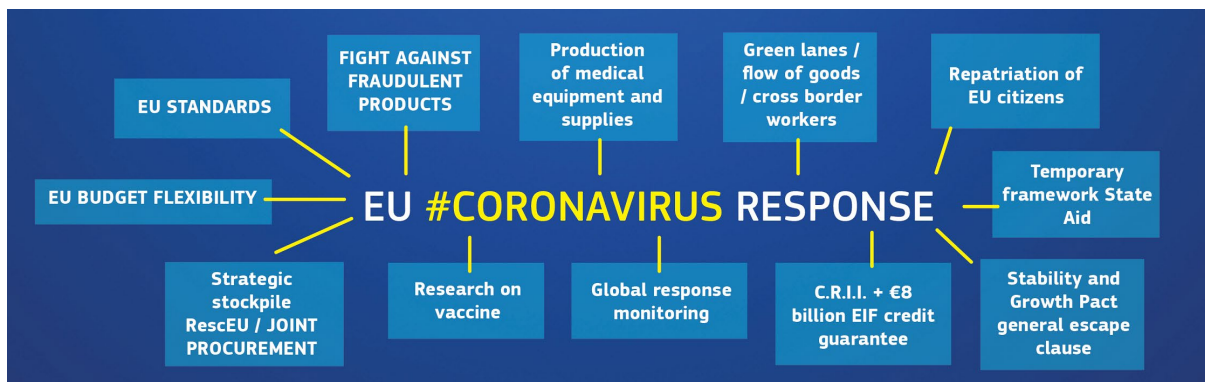 FIGHT AGAINST
FRAUDULENT
PRODUCTS
Production
of medical
equipment and
supplies
Green lanes /
flow of goods
/ cross border
workers
Repatriation of
EU citizens
EU STANDARDS
EU BUDGET FLEXIBILITY
EU #CORONAVIRUS RESPONSE
Temporary
framework State
Aid
Strategic
stockpile
RescEU / JOINT
PROCUREMENT
Research on
vaccine
Global response
monitoring
C.R.I.I. + €8
billion EIF credit
guarantee
Stability and
Growth Pact
general escape
clause